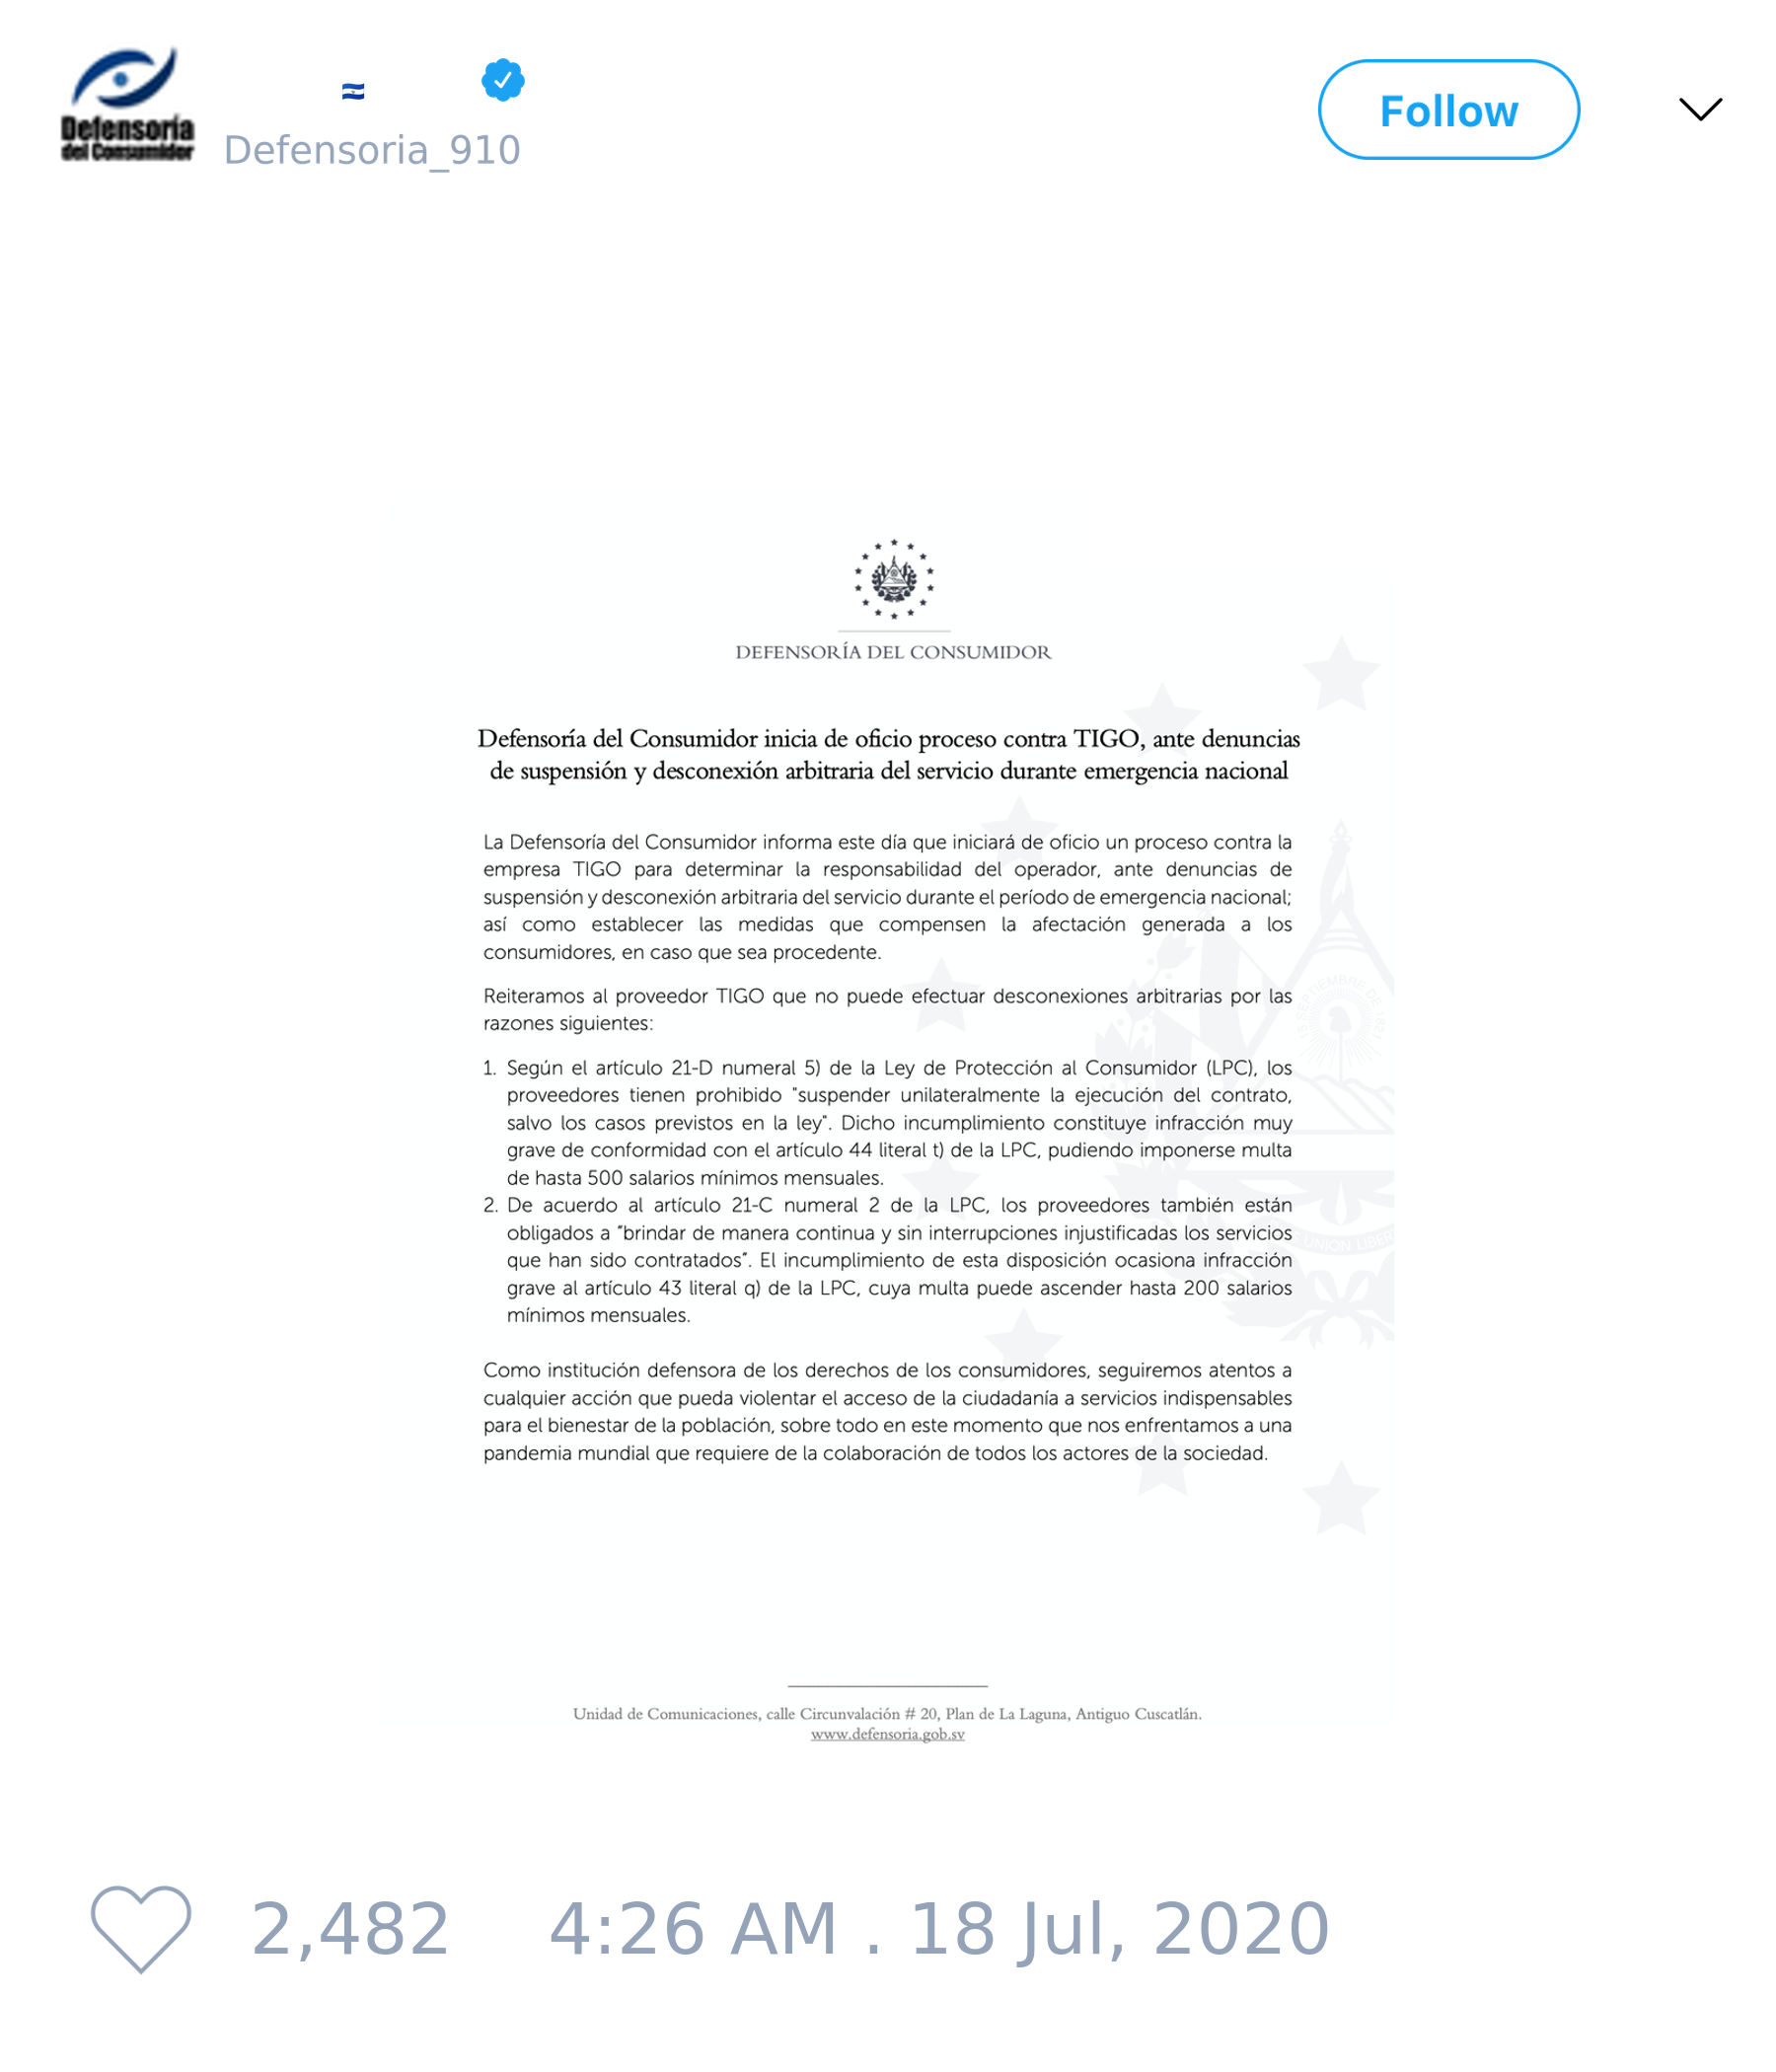 Defensoría
del Consumidor
Defensoria_910
Follow
DEFENSORÍA DEL CONSUMIDOR
Defensoría del Consumidor inicia de oficio proceso contra TIGO, ante denuncias
de suspensión y desconexión arbitraria del servicio durante emergencia nacional
La Defensoría del Consumidor informa este día que iniciará de oficio un proceso contra la
empresa TIGO para determinar la responsabilidad del operador, ante denuncias de
suspensión y desconexión arbitraria del servicio durante el período de emergencia nacional;
así como establecer las medidas que compensen la afectación generada a los
consumidores, en caso que sea procedente.
Reiteramos al proveedor TIGO que no puede efectuar desconexiones arbitrarias por las
razones siguientes:
1. Según el artículo 21-D numeral 5) de la Ley de Protección al Consumidor (LPC), los
proveedores tienen prohibido "suspender unilateralmente la ejecución del contrato,
salvo los casos previstos en la ley". Dicho incumplimiento constituye infracción muy
grave de conformidad con el artículo 44 literal t) de la LPC, pudiendo imponerse multa
de hasta 500 salarios mínimos mensuales.
2. De acuerdo al artículo 21-C numeral 2 de la LPC, los proveedores también están
obligados a “brindar de manera continua y sin interrupciones injustificadas los servicios
que han sido contratados”. El incumplimiento de esta disposición ocasiona infracción
grave al artículo 43 literal q) de la LPC, cuya multa puede ascender hasta 200 salarios
mínimos mensuales.
Como institución defensora de los derechos de los consumidores, seguiremos atentos a
cualquier acción que pueda violentar el acceso de la ciudadanía a servicios indispensables
para el bienestar de la población, sobre todo en este momento que nos enfrentamos a una
pandemia mundial que requiere de la colaboración de todos los actores de la sociedad.
SEPTIEMBRE DE 1821
UNION LIBER
Unidad de Comunicaciones, calle Circunvalación # 20, Plan de La Laguna, Antiguo Cuscatlán.
www.defensoria.gob.sv
2,482 4:26 AM . 18 Jul, 2020